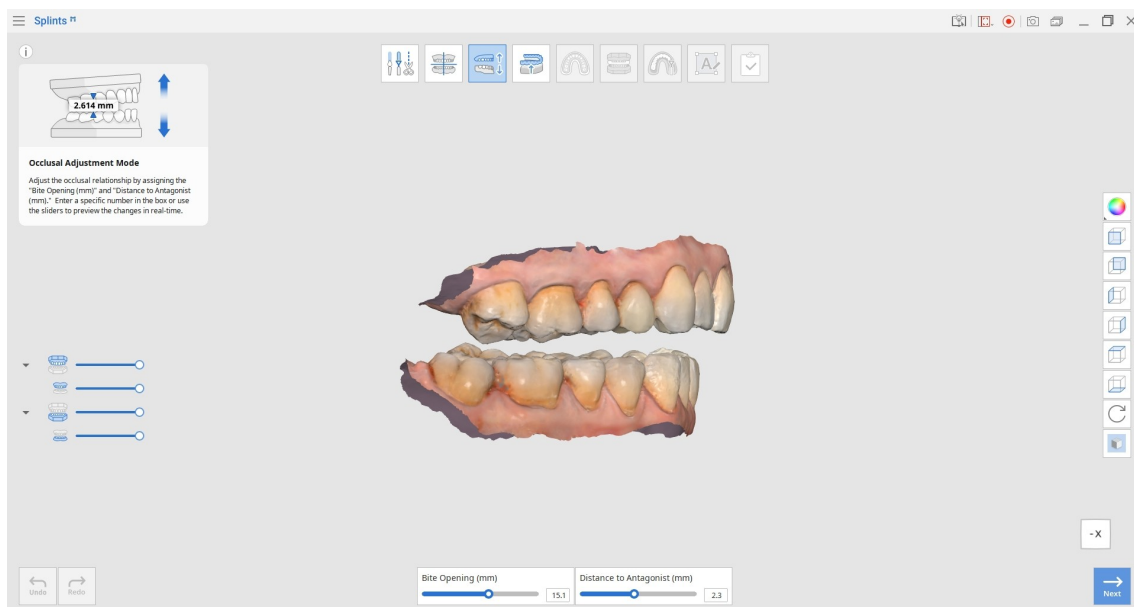 Splints
2.614 mm
Occlusal Adjustment Mode
Adjust the occlusal relationship by assigning the
"Bite Opening (mm)" and "Distance to Antagonist
(mm)." Enter a specific number in the box or use
the sliders to preview the changes in real-time.
A
-X
Undo
Redo
Bite Opening (mm)
15.1
Distance to Antagonist (mm)
2.3
Next